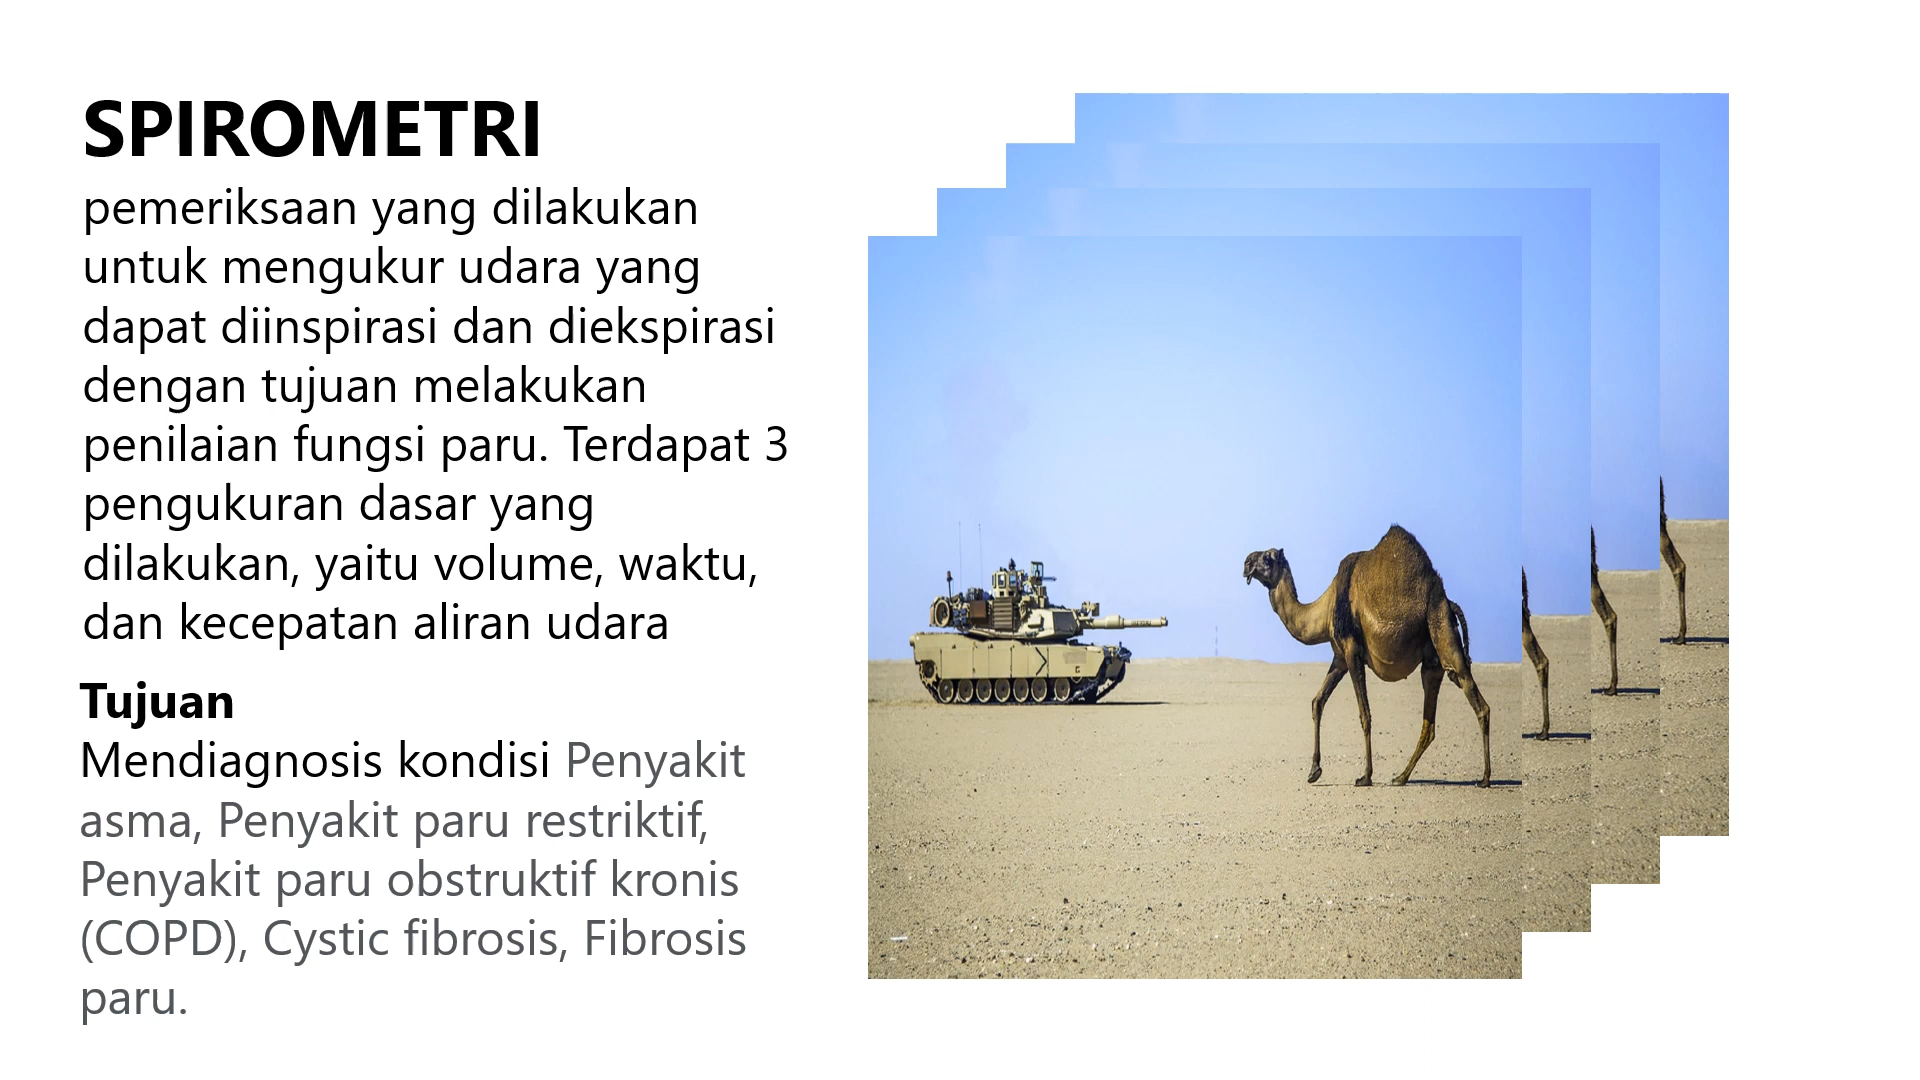 SPIROMETRI
pemeriksaan yang dilakukan
untuk mengukur udara yang
dapat diinspirasi dan diekspirasi
dengan tujuan melakukan
penilaian fungsi paru. Terdapat 3
pengukuran dasar yang
dilakukan, yaitu volume, waktu,
dan kecepatan aliran udara
Tujuan
Mendiagnosis kondisi Penyakit
asma, Penyakit paru restriktif,
Penyakit paru obstruktif kronis
(COPD), Cystic fibrosis, Fibrosis
paru.